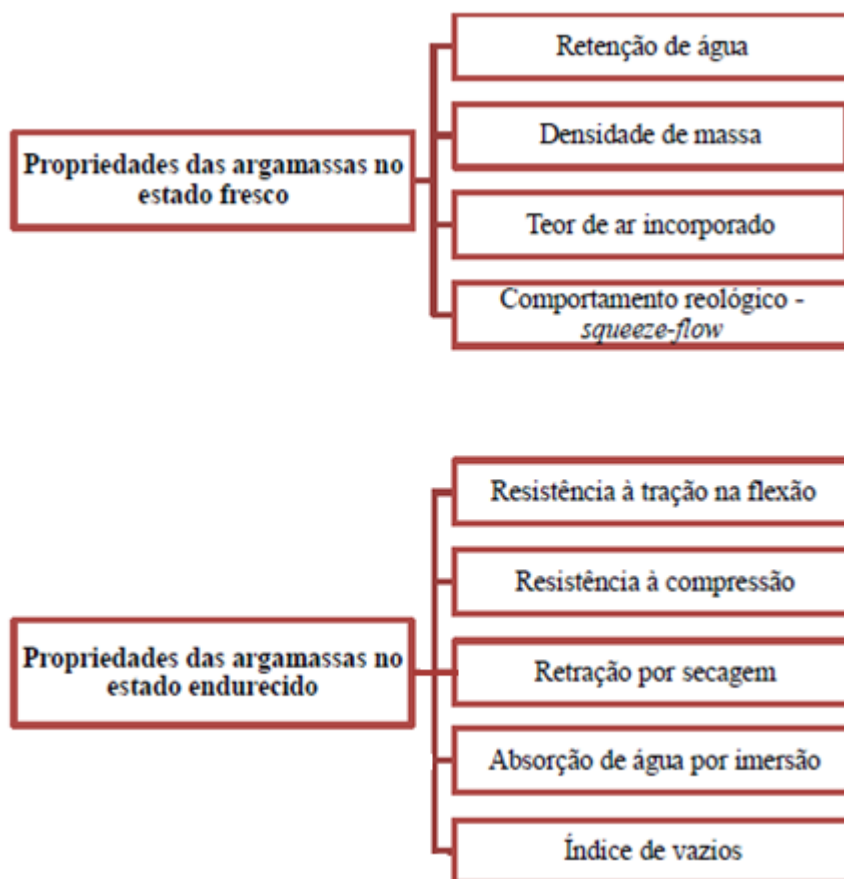 Propriedades das argamassas no
estado fresco
Retenção de água
Densidade de massa
Teor de ar incorporado
Comportamento reológico -
squeeze-flow
Propriedades das argamassas no
estado endurecido
Resistência à tração na flexão
Resistência à compressão
Retração por secagem
Absorção de água por imersão
Índice de vazios